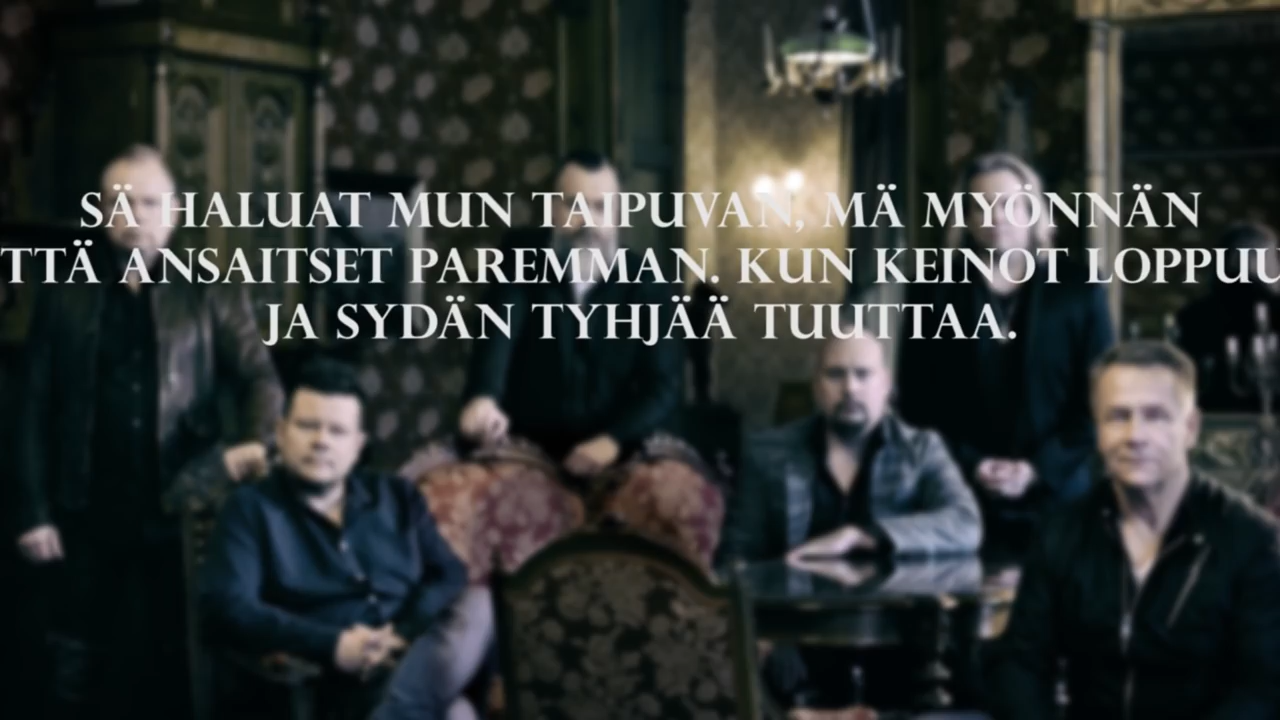 SÄ HALUAT MUN TAIPUVAN, MÄ MYÖNNÄN
TTÄ ANSAITSET PAREMMAN. KUN KEINOT LOPPUU
JA SYDÄN TYHJÄÄ TUUTTAA.